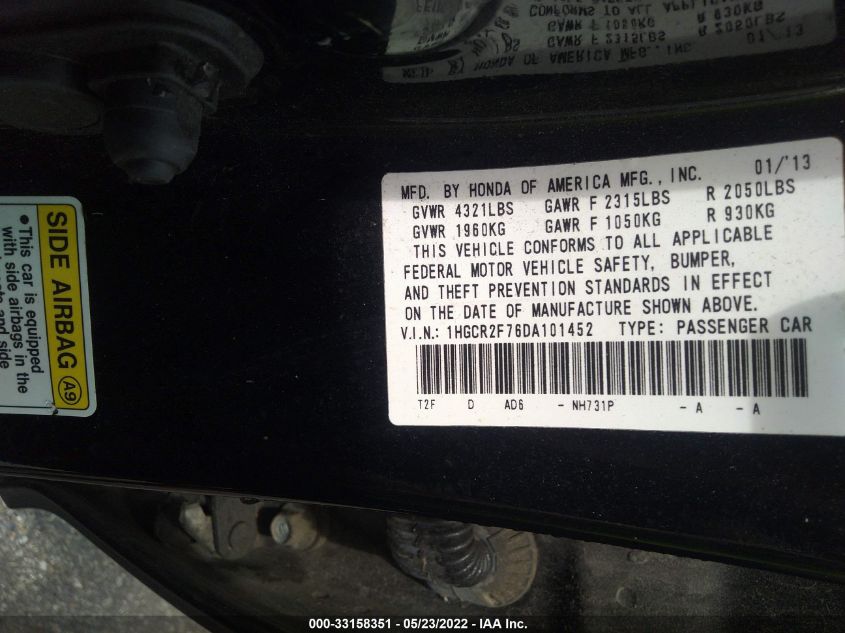 MFD. BY HONDA OF AMERICA MFG., INC. 01/'13
GVWR 4321LBS GAWR F 2315LBS R 2050LBS
GVWR 1960KG GAWR F 1050KG R 930KG
THIS VEHICLE CONFORMS TO ALL APPLICABLE
FEDERAL MOTOR VEHICLE SAFETY, BUMPER,
AND THEFT PREVENTION STANDARDS IN EFFECT
ON THE DATE OF MANUFACTURE SHOWN ABOVE.
V.I.N.: 1HGCR2F76DA101452 TYPE: PASSENGER CAR
T2F D AD6 - NH731P - A - A
SIDE AIRBAG A9
• This car is equipped
with side airbags in the
and side
000-33158351 / 05/23/2022 - IAA Inc.